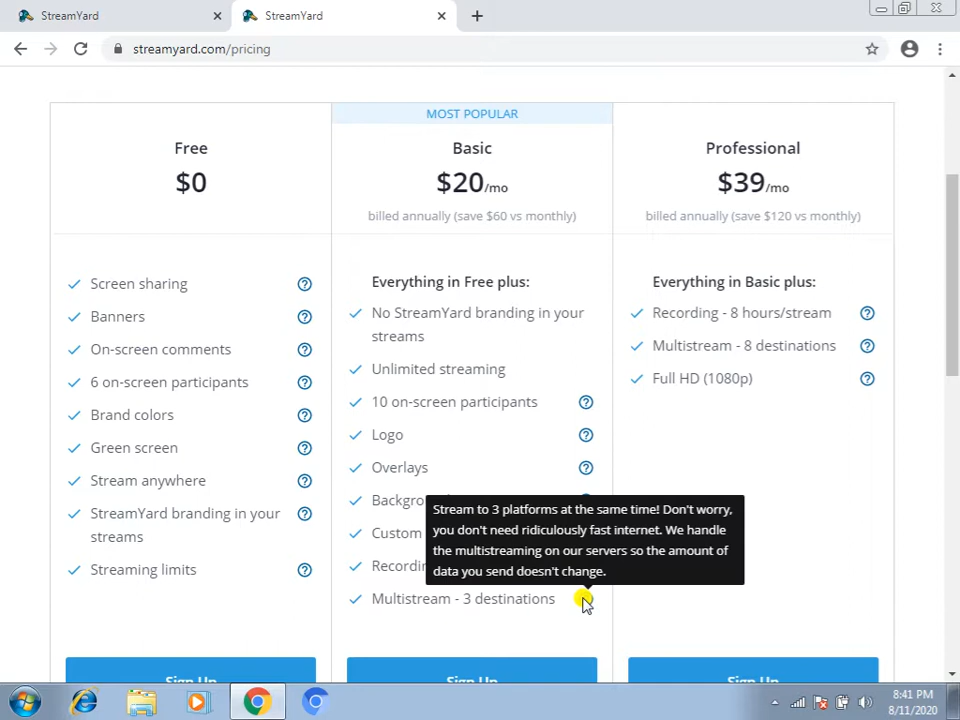 StreamYard
StreamYard
streamyard.com/pricing
MOST POPULAR
Free
$0
Basic
$20/mo
billed annually (save $60 vs monthly)
Professional
$39/mo
billed annually (save $120 vs monthly)
Screen sharing
Banners
On-screen comments
6 on-screen participants
Brand colors
Green screen
Stream anywhere
StreamYard branding in your
streams
Streaming limits
Everything in Free plus:
No StreamYard branding in your
streams
Unlimited streaming
10 on-screen participants
Logo
Overlays
Backgro
Custom
Recordin
Multistream - 3 destinations
Stream to 3 platforms at the same time! Don't worry,
you don't need ridiculously fast internet. We handle
the multistreaming on our servers so the amount of
data you send doesn't change.
Everything in Basic plus:
Recording - 8 hours/stream
Multistream - 8 destinations
Full HD (1080p)
Sign Up
Sign Up
Sign Up
8:41 PM
8/11/2020